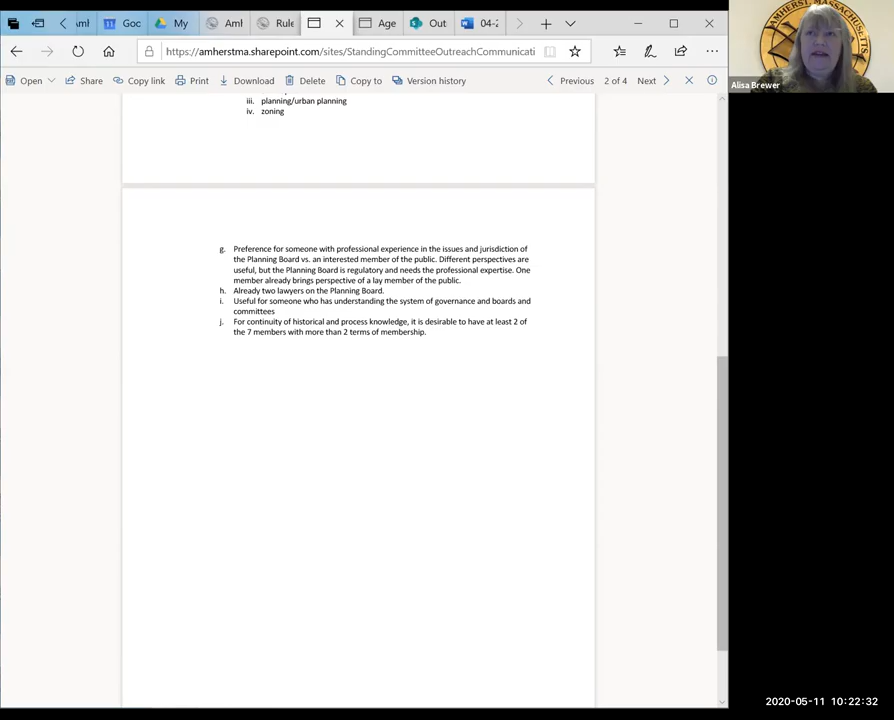 Amh
Goc
My
Aml
Rule
Age
Out
04-2
https://amherstma.sharepoint.com/sites/StandingCommitteeOutreachCommunicati
Open
Share
Copy link
Print
Download
Delete
Copy to
Version history
Previous
2 of 4
Next
iii. planning/urban planning
iv. zoning
g. Preference for someone with professional experience in the issues and jurisdiction of
the Planning Board vs. an interested member of the public. Different perspectives are
useful, but the Planning Board is regulatory and needs the professional expertise. One
member already brings perspective of a lay member of the public.
h. Already two lawyers on the Planning Board.
i. Useful for someone who has understanding the system of governance and boards and
committees
j. For continuity of historical and process knowledge, it is desirable to have at least 2 of
the 7 members with more than 2 terms of membership.
AMHERST, MASSACHUSETTS
Alisa Brewer
2020-05-11 10:22:32